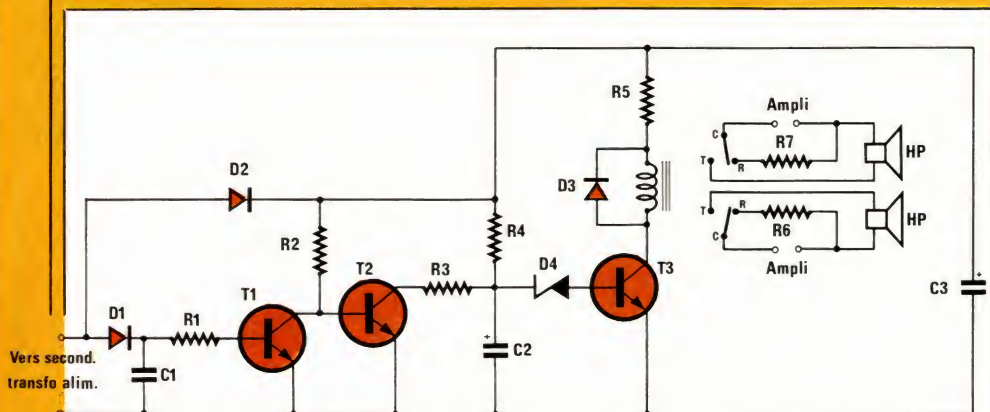 R5
Ampli
C
R7
T
R
HP
D2
D3
T
R
HP
R2
R4
R6
C
T1
T2
R3
D4
T3
Ampli
C3
+
D1
R1
+
C2
Vers second.
transfo alim.
C1